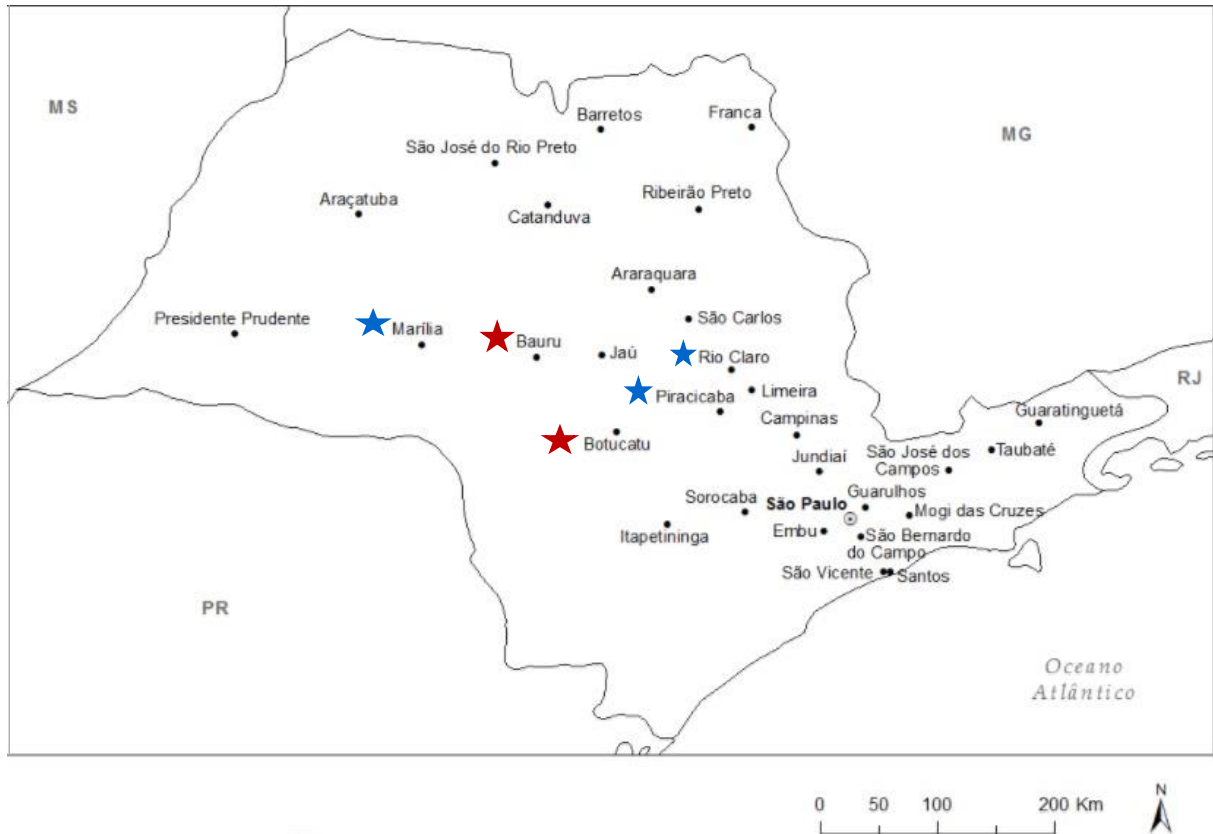 MS
Barretos
Franca
MG
São José do Rio Preto
Araçatuba
Catanduva
Ribeirão Preto
Araraquara
Presidente Prudente
Marília
Bauru
Jaú
São Carlos
Rio Claro
Piracicaba
Limeira
RJ
Botucatu
Campinas
Guaratinguetá
Jundiaí
São José dos
Campos
Taubaté
Sorocaba
São Paulo
Guarulhos
Mogi das Cruzes
Itapetininga
Embu
São Bernardo
do Campo
São Vicente
Santos
PR
Oceano
Atlântico
0 50 100 200 Km
N